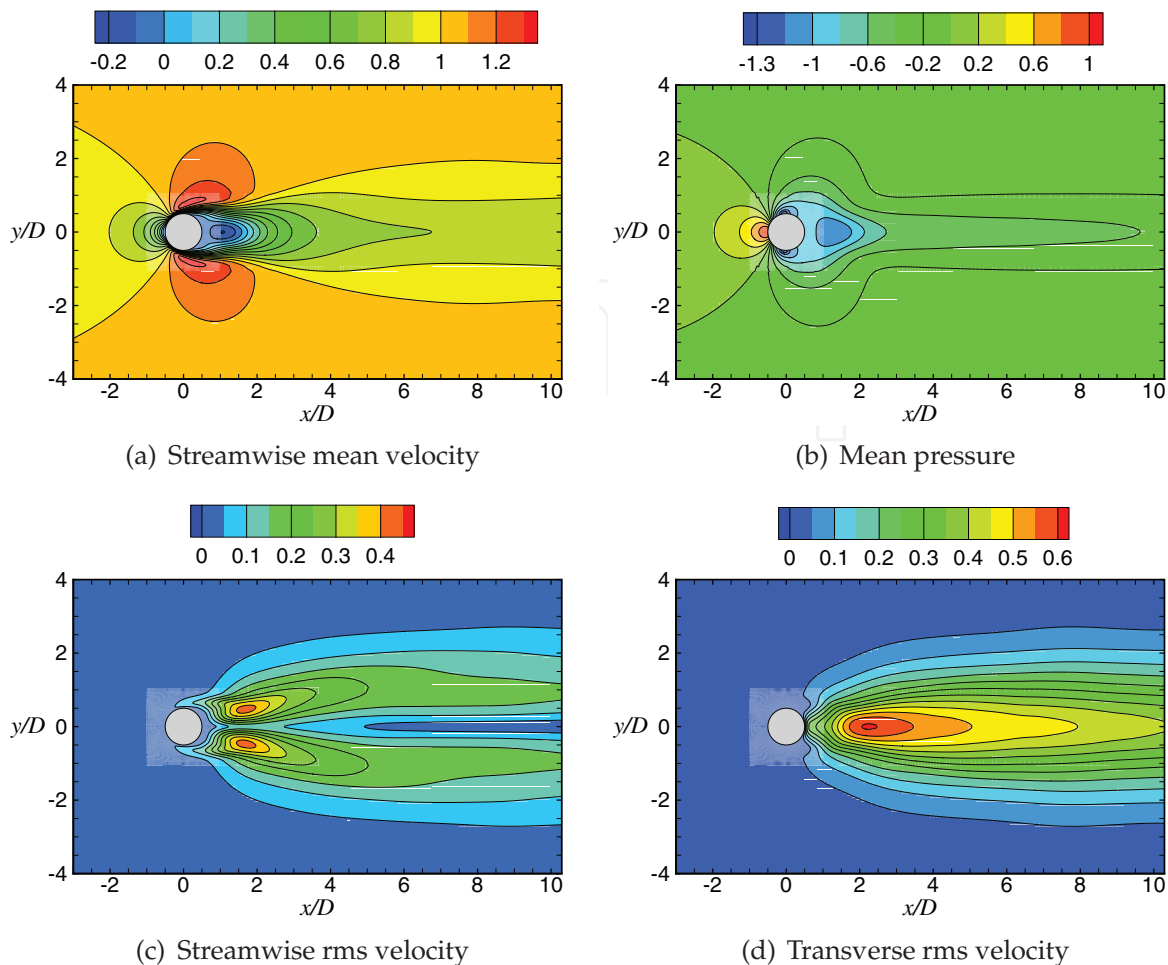 -0.2 0 0.2 0.4 0.6 0.8 1 1.2
4
2
y/D 0
-2
-4
-2 0 2 4 6 8 10
x/D
(a) Streamwise mean velocity
-1.3 -1 -0.6 -0.2 0.2 0.6 1
4
2
y/D 0
-2
-4
-2 0 2 4 6 8 10
x/D
(b) Mean pressure
0 0.1 0.2 0.3 0.4
4
2
y/D 0
-2
-4
-2 0 2 4 6 8 10
x/D
(c) Streamwise rms velocity
0 0.1 0.2 0.3 0.4 0.5 0.6
4
2
y/D 0
-2
-4
-2 0 2 4 6 8 10
x/D
(d) Transverse rms velocity